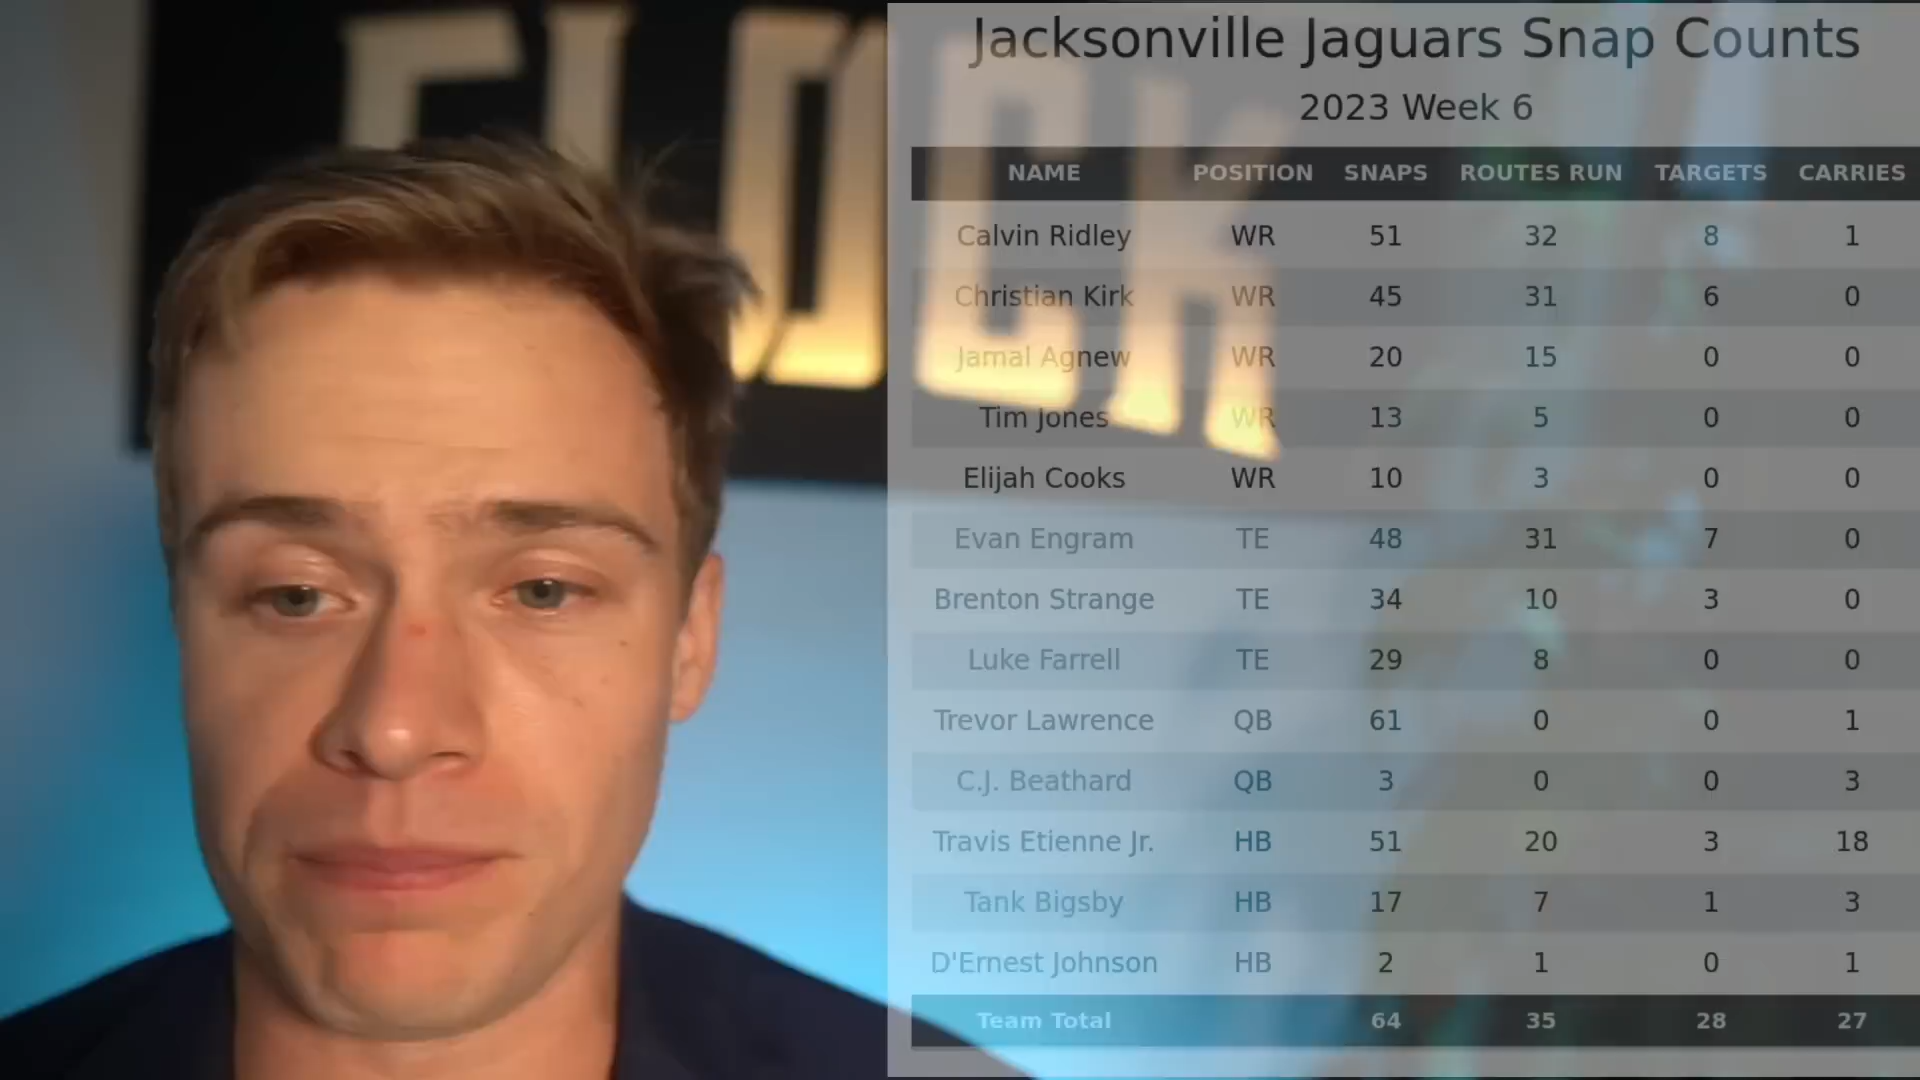 FLOCK
Jacksonville Jaguars Snap Counts
2023 Week 6
NAME POSITION SNAPS ROUTES RUN TARGETS CARRIES
Calvin Ridley WR 51 32 8 1
Christian Kirk WR 45 31 6 0
Jamal Agnew WR 20 15 0 0
Tim Jones WR 13 5 0 0
Elijah Cooks WR 10 3 0 0
Evan Engram TE 48 31 7 0
Brenton Strange TE 34 10 3 0
Luke Farrell TE 29 8 0 0
Trevor Lawrence QB 61 0 0 1
C.J. Beathard QB 3 0 0 3
Travis Etienne Jr. HB 51 20 3 18
Tank Bigsby HB 17 7 1 3
D'Ernest Johnson HB 2 1 0 1
Team Total 64 35 28 27